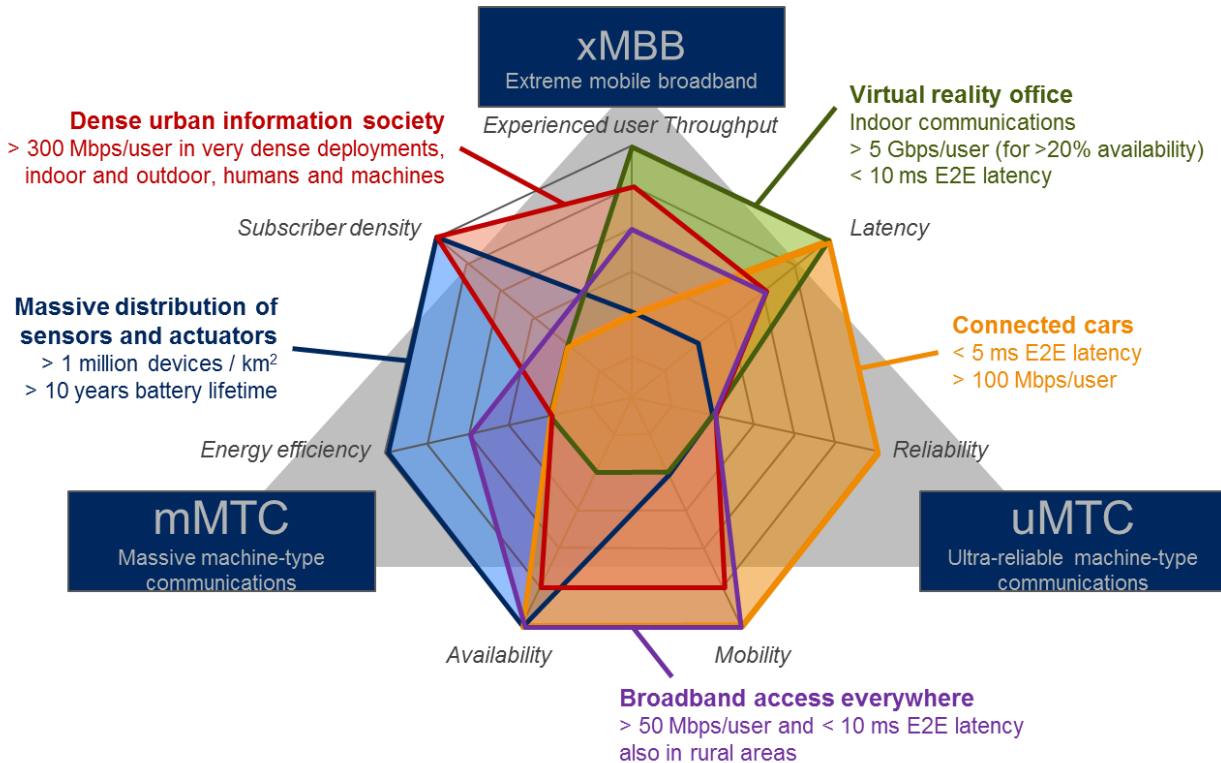 xMBB
Extreme mobile broadband
Experienced user Throughput
Dense urban information society
> 300 Mbps/user in very dense deployments,
indoor and outdoor, humans and machines
Virtual reality office
Indoor communications
> 5 Gbps/user (for >20% availability)
< 10 ms E2E latency
Subscriber density
Latency
Massive distribution of
sensors and actuators
> 1 million devices / km²
> 10 years battery lifetime
Connected cars
< 5 ms E2E latency
> 100 Mbps/user
Energy efficiency
Reliability
mMTC
Massive machine-type
communications
uMTC
Ultra-reliable machine-type
communications
Availability
Mobility
Broadband access everywhere
> 50 Mbps/user and < 10 ms E2E latency
also in rural areas